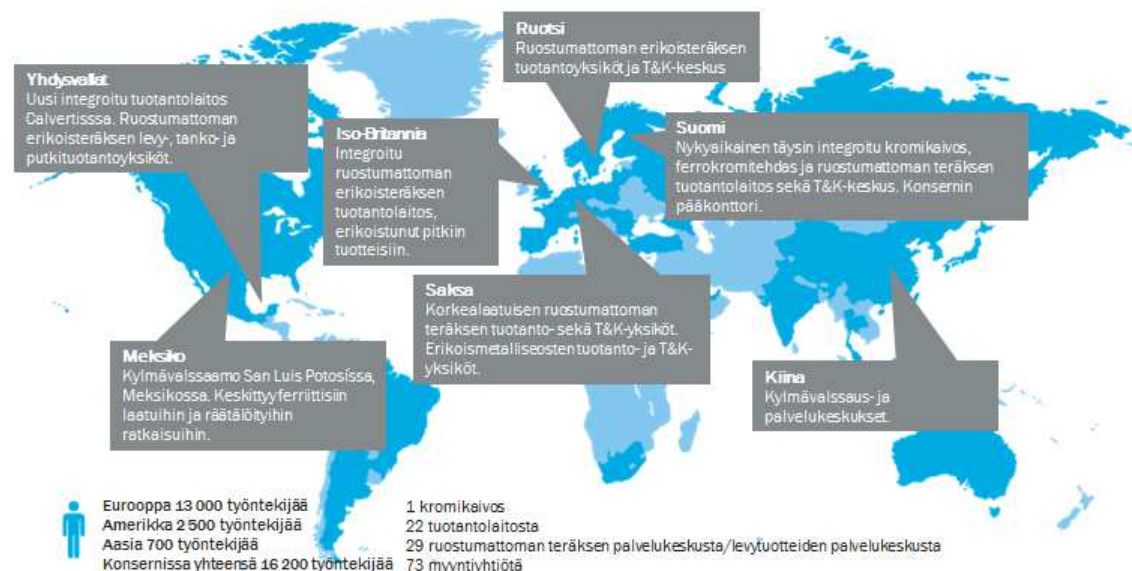 Ruotsi
Ruostumattoman erikoisteräksen
tuotantoyksiköt ja T&K-keskus
Yhdysvallat
Uusi integroitu tuotantolaitos
Calvertisssa. Ruostumattoman
erikoisteräksen levy-, tanko- ja
putkituotantoyksiköt.
Iso-Britannia
Integroitu
ruostumattoman
erikoisteräksen
tuotantolaitos,
erikoistunut pitkiin
tuotteisiin.
Suomi
Nykyaikainen täysin integroitu kromikaivos,
ferrokromitehdas ja ruostumattoman teräksen
tuotantolaitos sekä T&K-keskus. Konsernin
pääkonttori.
Saksa
Korkealaatuisen ruostumattoman
teräksen tuotanto- sekä T&K-yksiköt.
Erikoismetalliseosten tuotanto- ja T&K-
yksiköt.
Meksiko
Kylmävalssaamo San Luis Potosíssa,
Meksikossa. Keskittyy ferriittisiin
laatuihin ja räätälöityihin
ratkaisuihin.
Kiina
Kylmävalssaus- ja
palvelukeskukset.
Eurooppa 13 000 työntekijää
Amerikka 2 500 työntekijää
Aasia 700 työntekijää
Konsernissa yhteensä 16 200 työntekijää
1 kromikaivos
22 tuotantolaitosta
29 ruostumattoman teräksen palvelukeskusta/levytuotteiden palvelukeskusta
73 myyntiyhtiötä